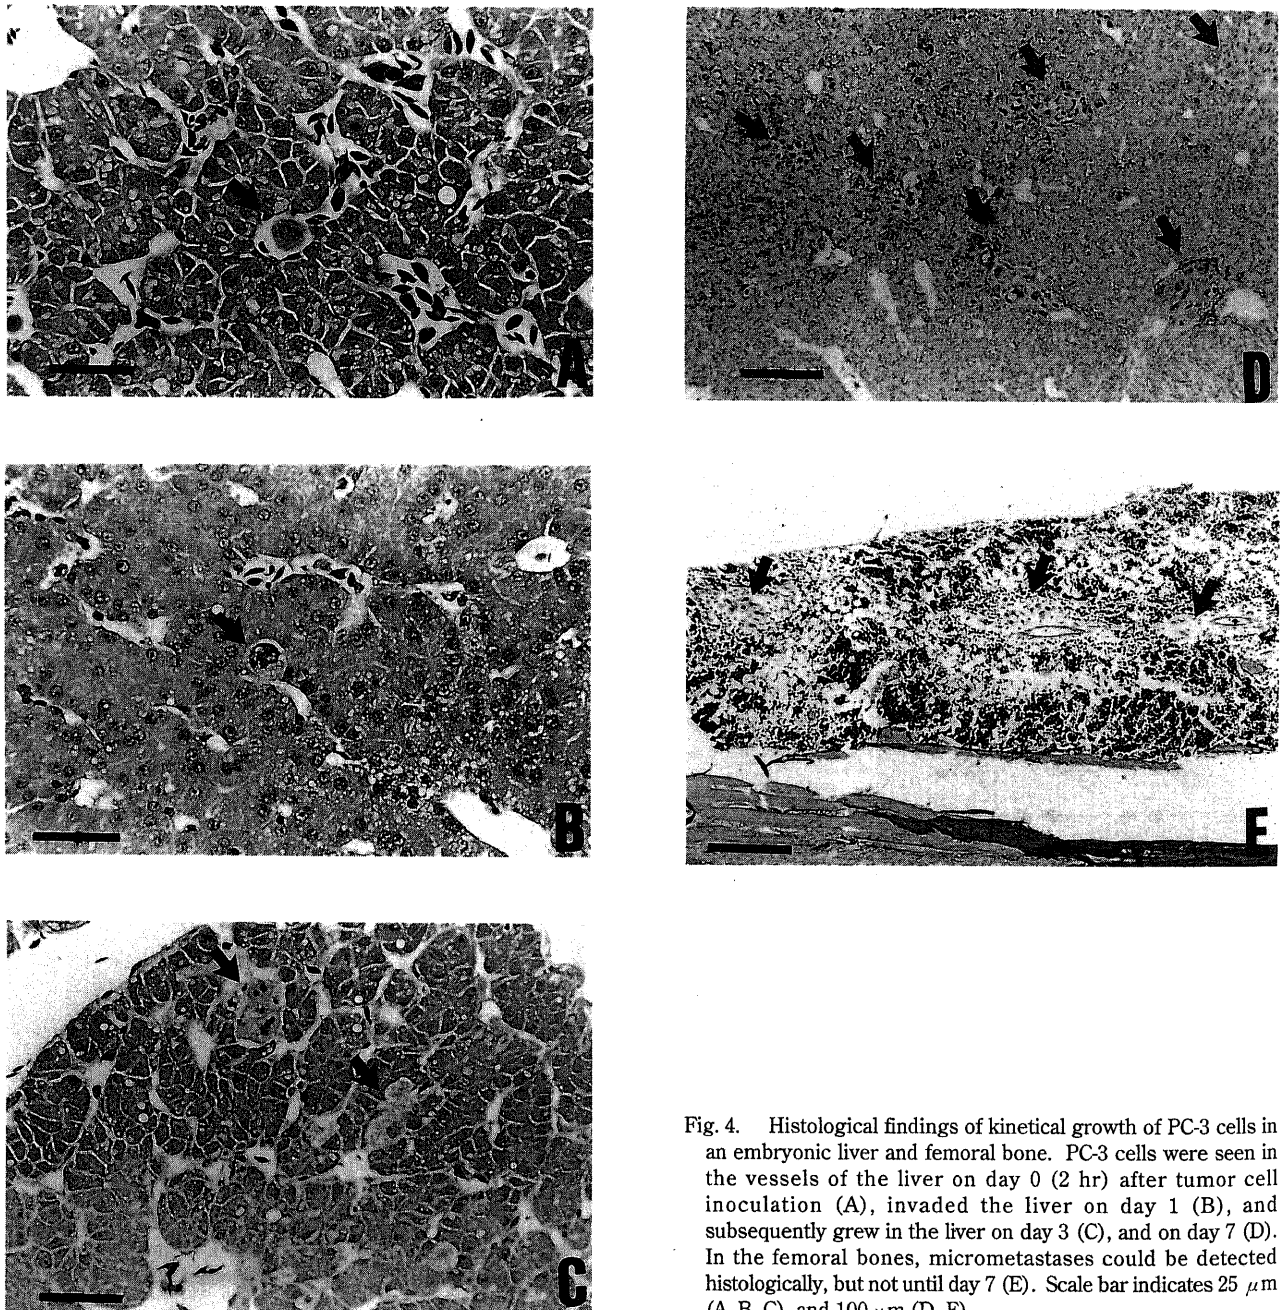 A
D
B
E
C
Fig. 4. Histological findings of kinetical growth of PC-3 cells in
an embryonic liver and femoral bone. PC-3 cells were seen in
the vessels of the liver on day 0 (2 hr) after tumor cell
inoculation (A), invaded the liver on day 1 (B), and
subsequently grew in the liver on day 3 (C), and on day 7 (D).
In the femoral bones, micrometastases could be detected
histologically, but not until day 7 (E). Scale bar indicates 25 μm
(A, B, C), and 100 μm (D, E).